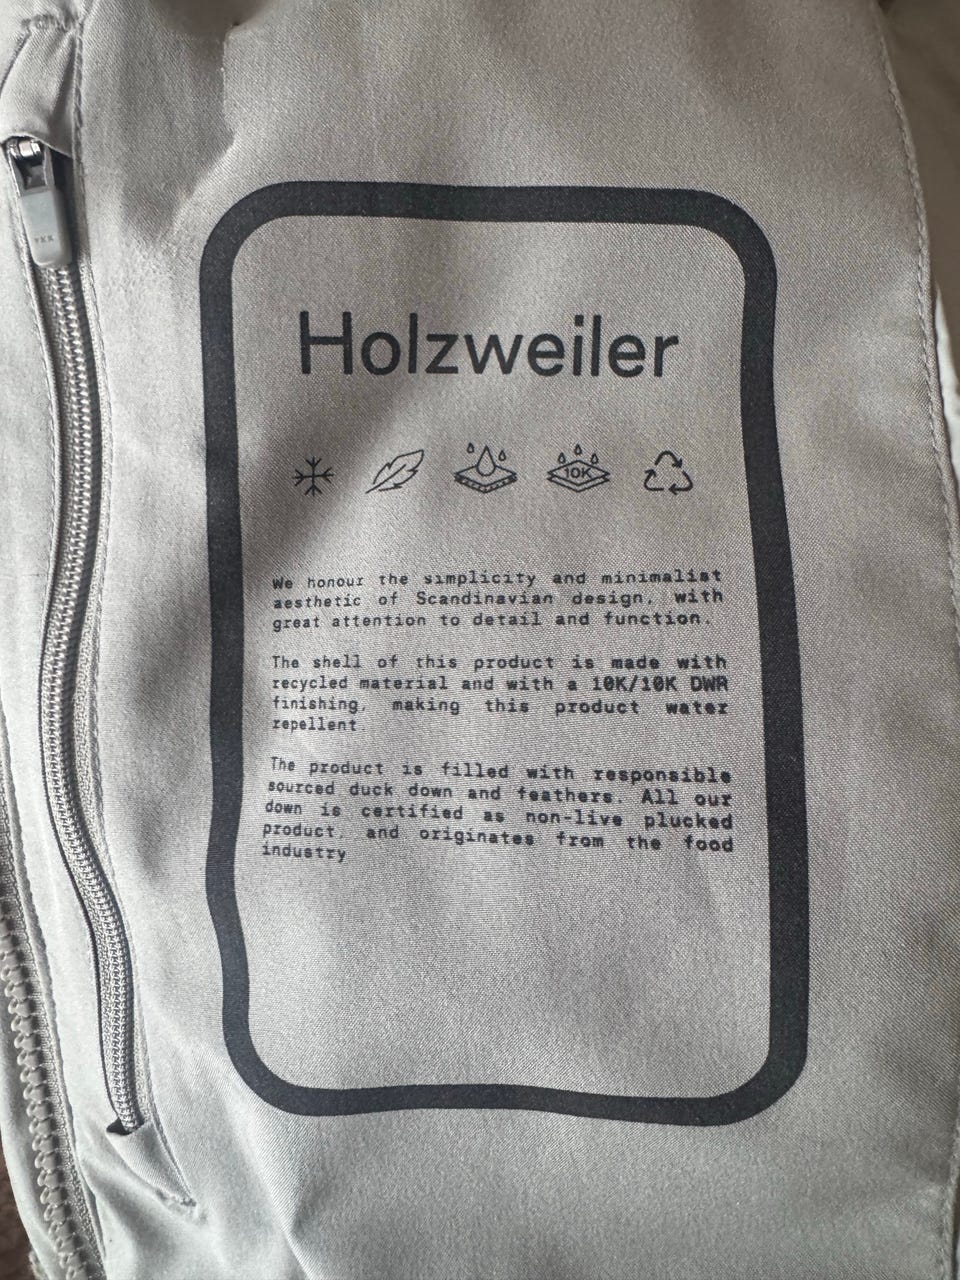 YKK
Holzweiler
10K
We honour the simplicity and minimalist
aesthetic of Scandinavian design, with
great attention to detail and function.
The shell of this product is made with
recycled material and with a 10K/10K DWR
finishing, making this product water
repellent.
The product is filled with responsible
sourced duck down and feathers. All our
down is certified as non-live plucked
product, and originates from the food
industry